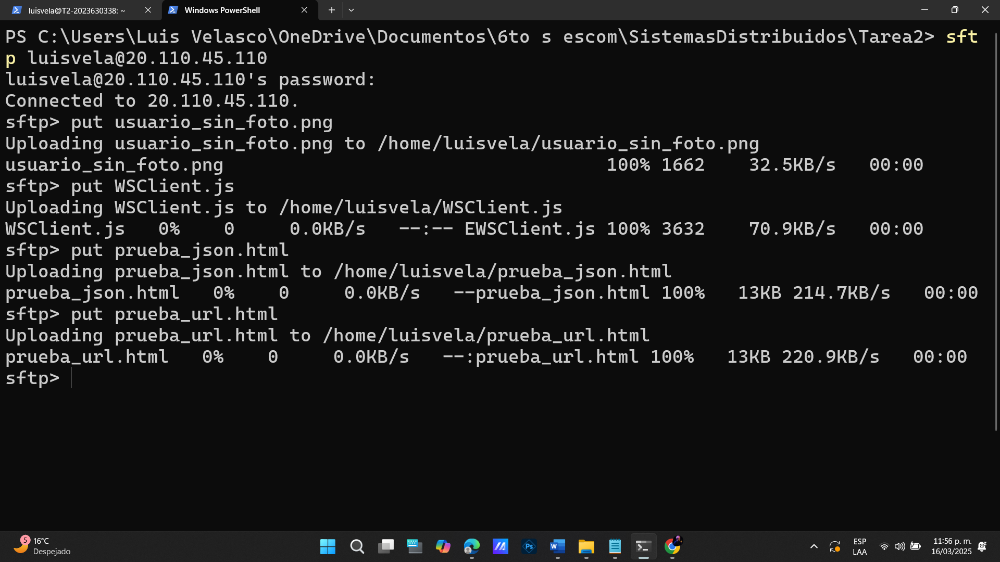 luisvela@T2-2023630338: ~
Windows PowerShell
PS C:\Users\Luis Velasco\OneDrive\Documentos\6to s escom\SistemasDistribuidos\Tarea2> sft
p luisvela@20.110.45.110
luisvela@20.110.45.110's password:
Connected to 20.110.45.110.
sftp> put usuario_sin_foto.png
Uploading usuario_sin_foto.png to /home/luisvela/usuario_sin_foto.png
usuario_sin_foto.png 100% 1662 32.5KB/s 00:00
sftp> put WSClient.js
Uploading WSClient.js to /home/luisvela/WSClient.js
WSClient.js 0% 0 0.0KB/s --:-- EWSClient.js 100% 3632 70.9KB/s 00:00
sftp> put prueba_json.html
Uploading prueba_json.html to /home/luisvela/prueba_json.html
prueba_json.html 0% 0 0.0KB/s --prueba_json.html 100% 13KB 214.7KB/s 00:00
sftp> put prueba_url.html
Uploading prueba_url.html to /home/luisvela/prueba_url.html
prueba_url.html 0% 0 0.0KB/s --:prueba_url.html 100% 13KB 220.9KB/s 00:00
sftp>
5
16°C
Despejado
Ps
W
ESP
LAA
11:56 p. m.
16/03/2025